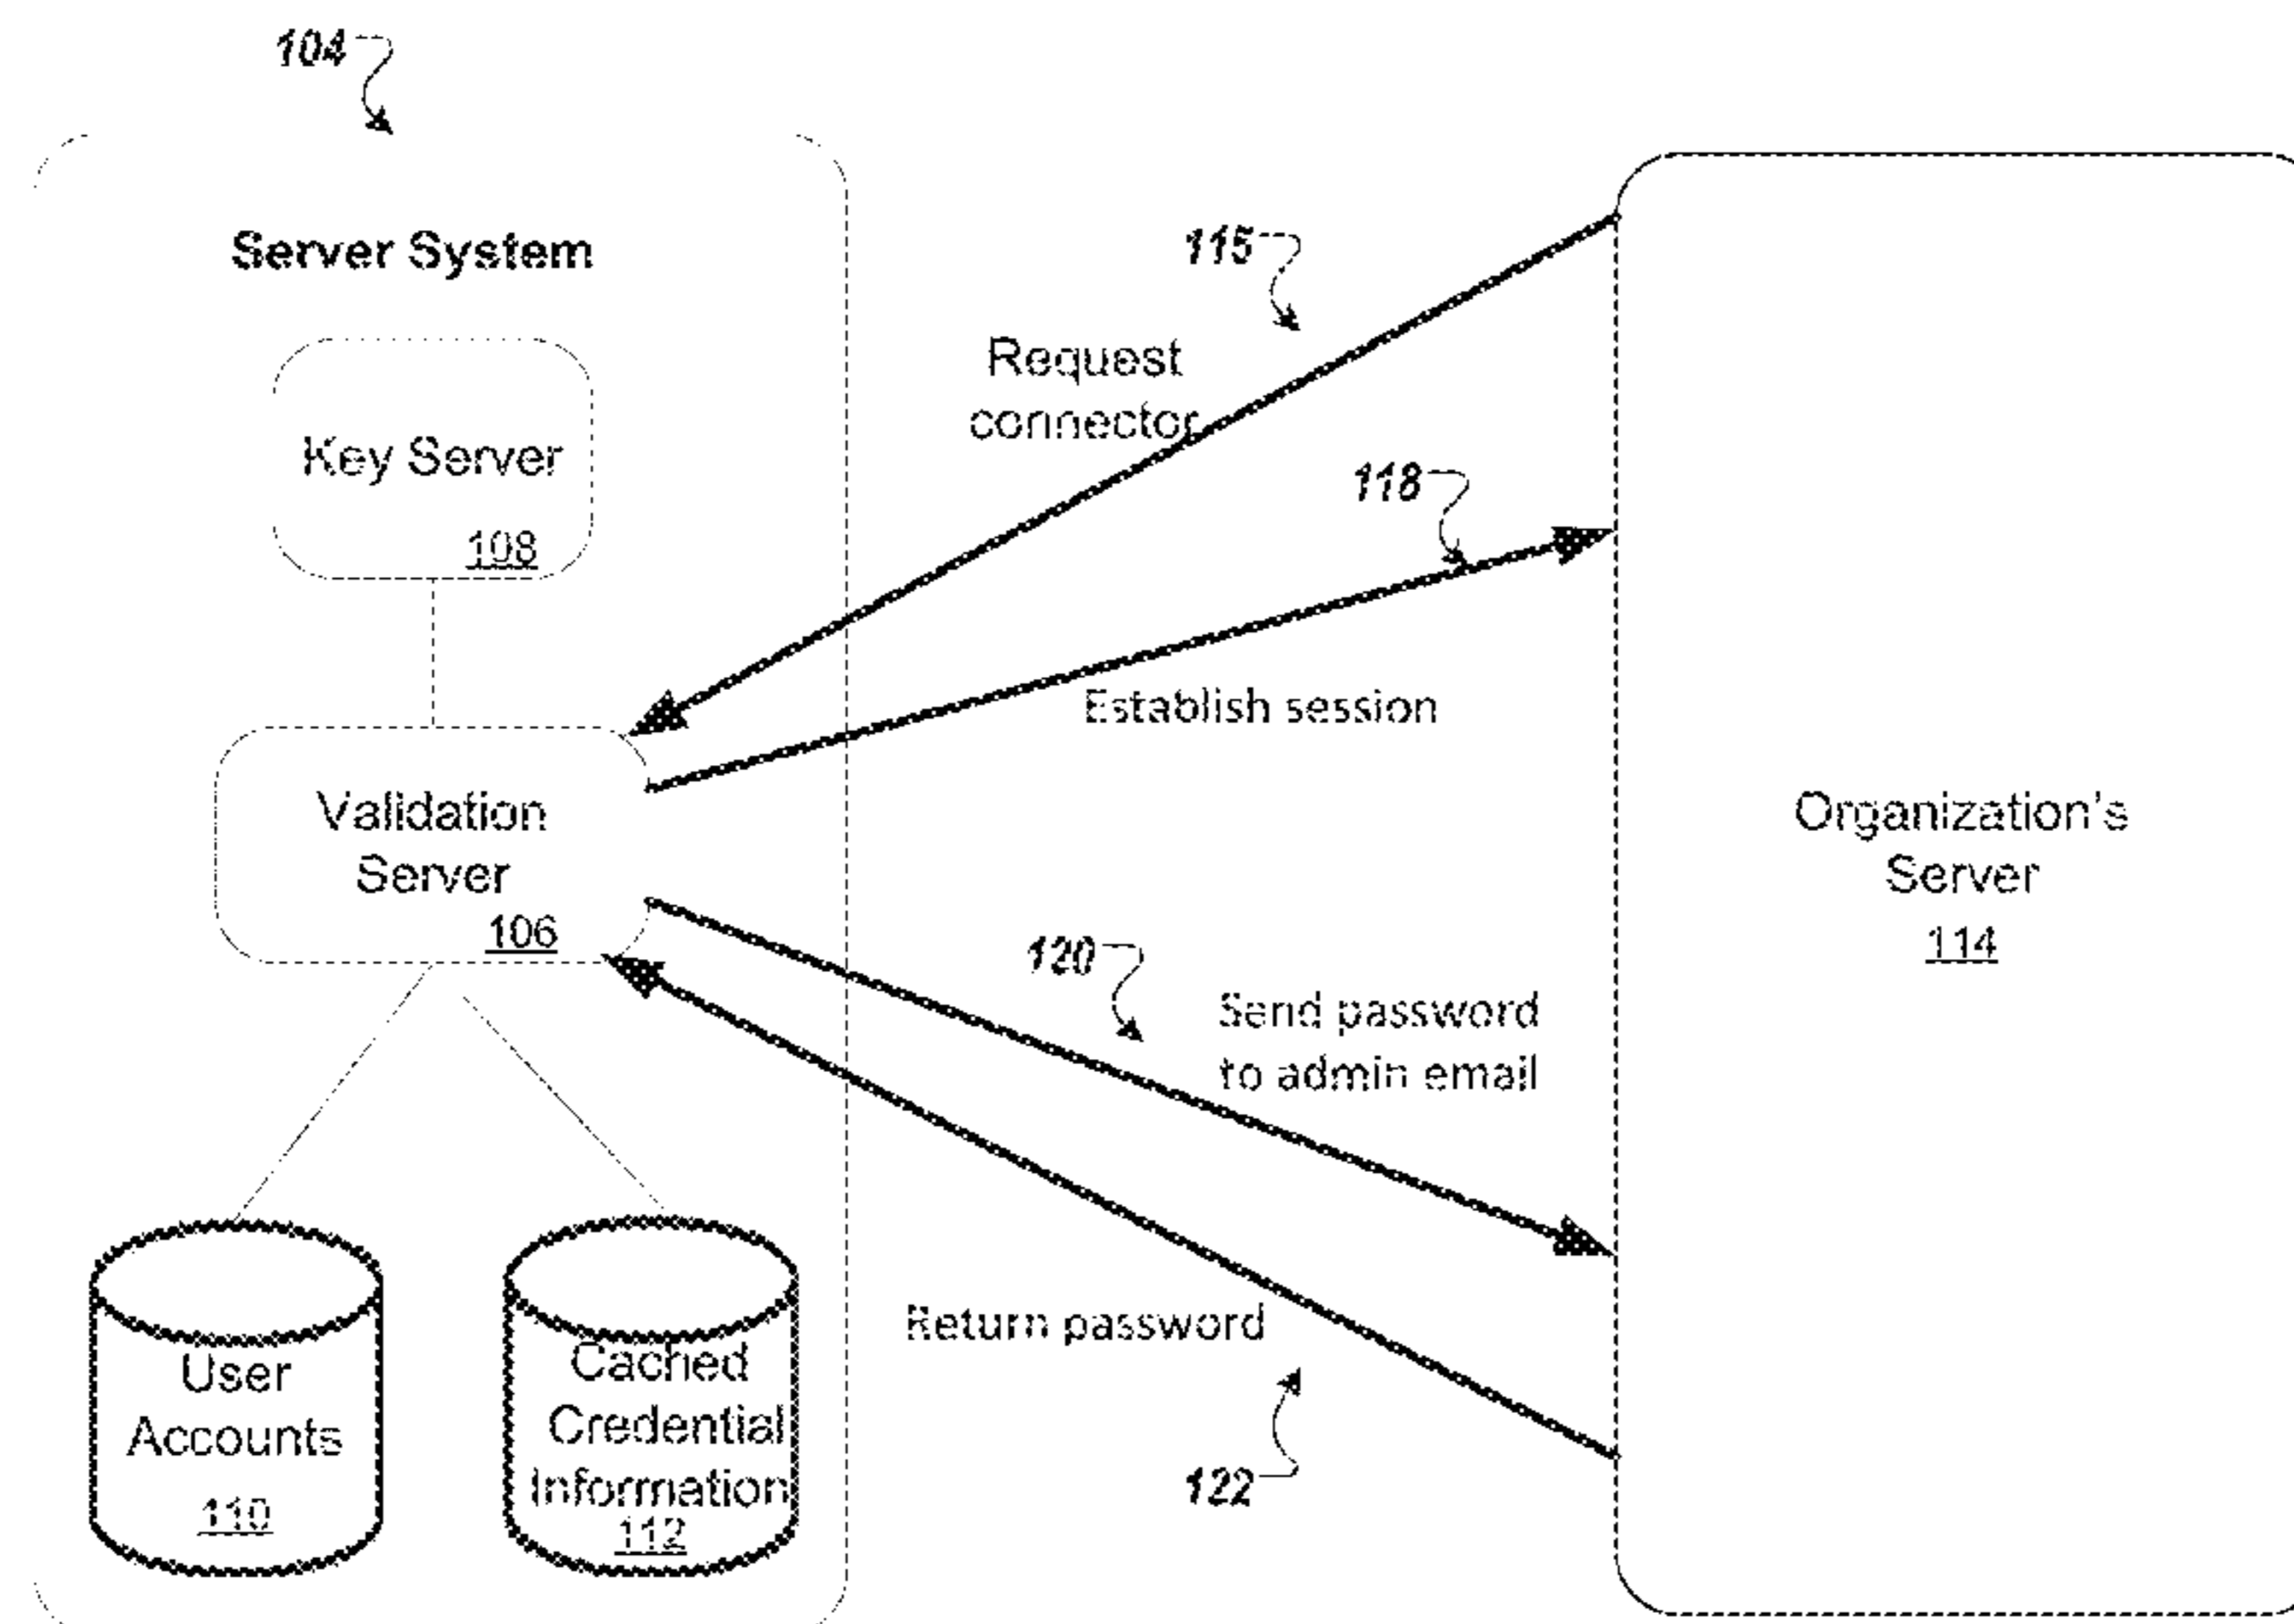 104
Server System
Key Server
108
Validation
Server
106
User
Accounts
110
Cached
Credential
Information
112
115
Request
connector
118
Establish session
120
Send password
to admin email
Return password
122
Organization's
Server
114